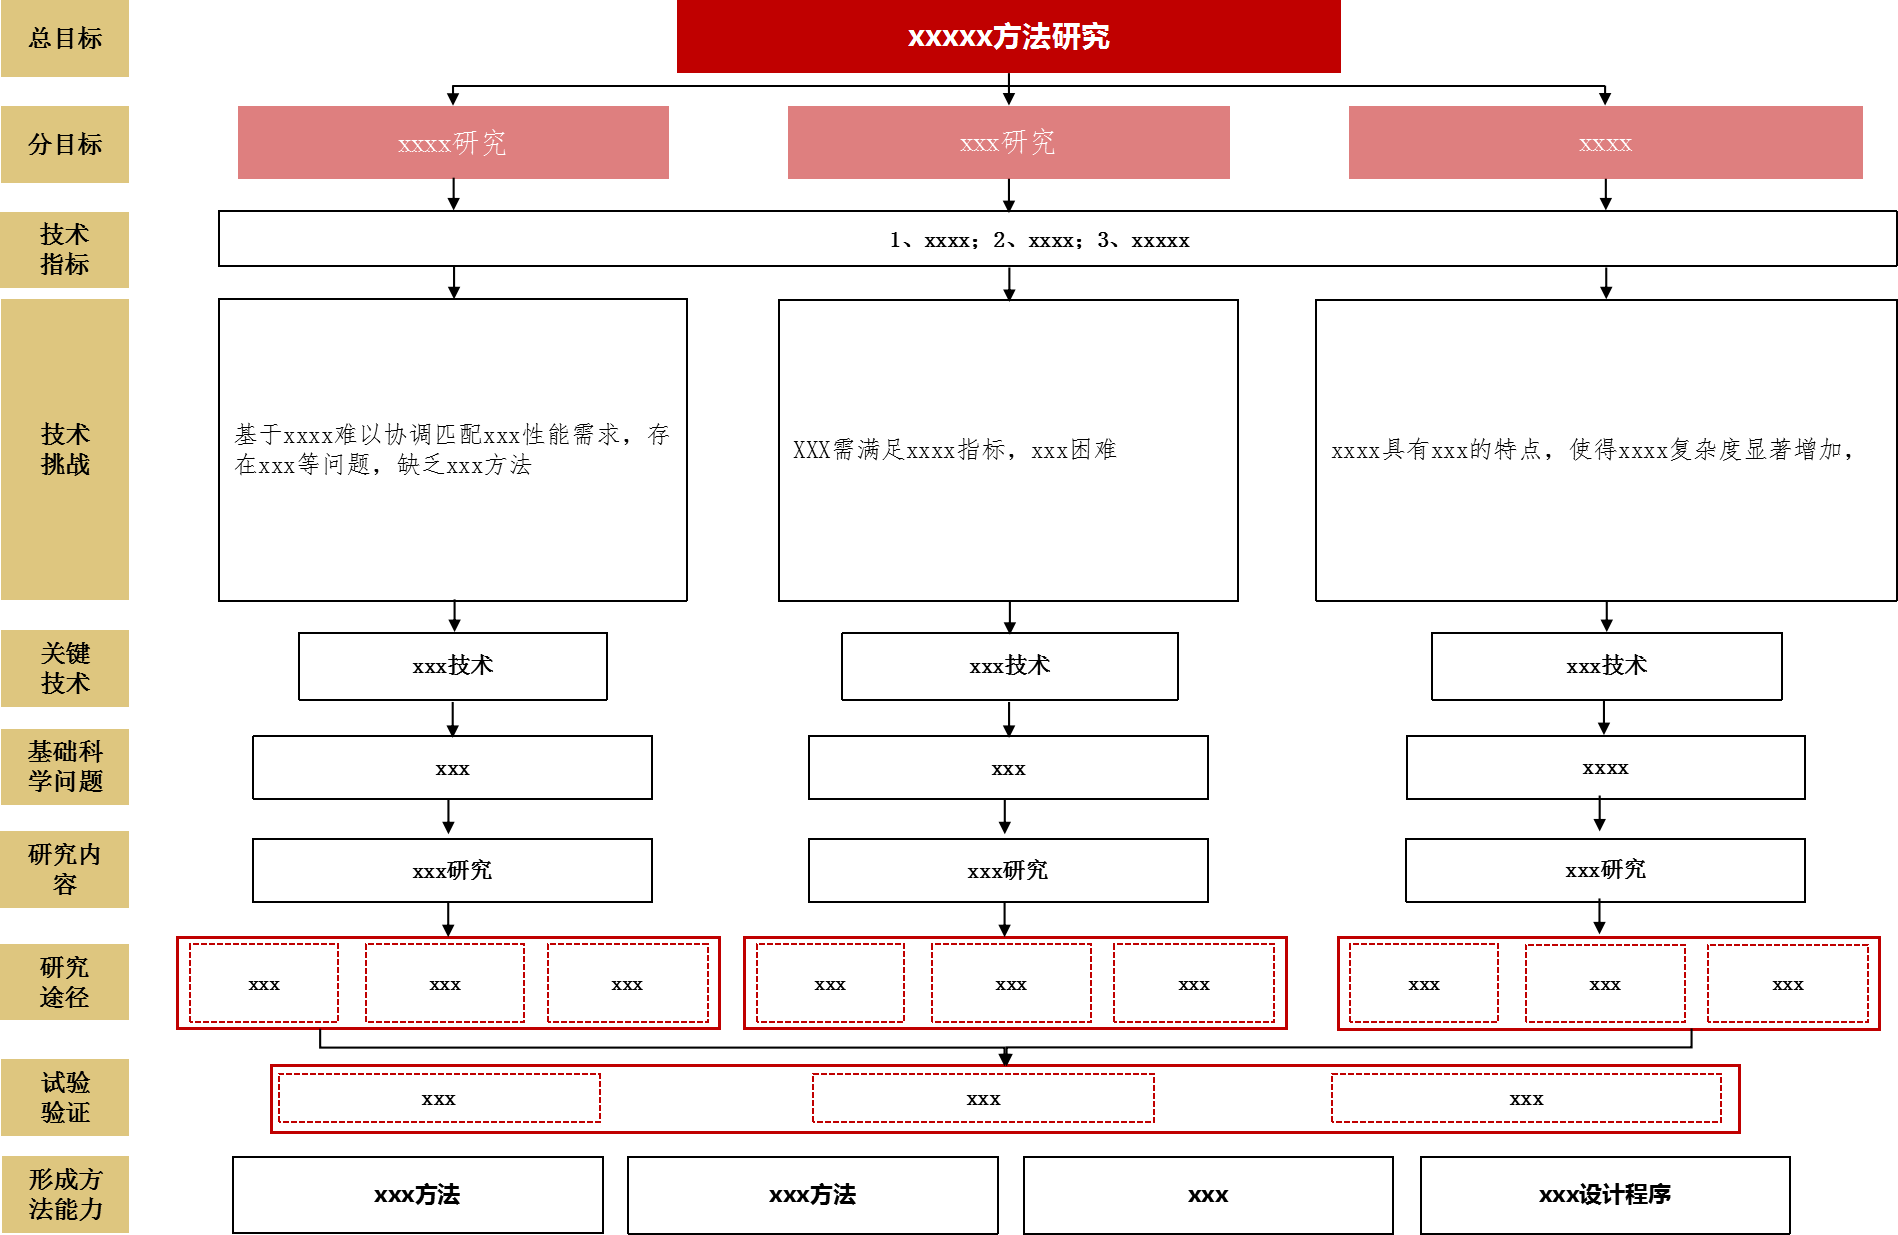 总目标
xxxxx方法研究
分目标
xxxx研究
xxx研究
xxxx
技术
指标
1、xxxx；2、xxxx；3、xxxxx
技术
挑战
基于xxxx难以协调匹配xxx性能需求，存
在xxx等问题，缺乏xxx方法
XXX需满足xxxx指标，xxx困难
xxxx具有xxx的特点，使得xxxx复杂度显著增加，
关键
技术
xxx技术
xxx技术
xxx技术
基础科
学问题
xxx
xxx
xxxx
研究内
容
xxx研究
xxx研究
xxx研究
研究
途径
xxx
xxx
xxx
xxx
xxx
xxx
xxx
xxx
xxx
试验
验证
xxx
xxx
xxx
形成方
法能力
xxx方法
xxx方法
xxx
xxx设计程序